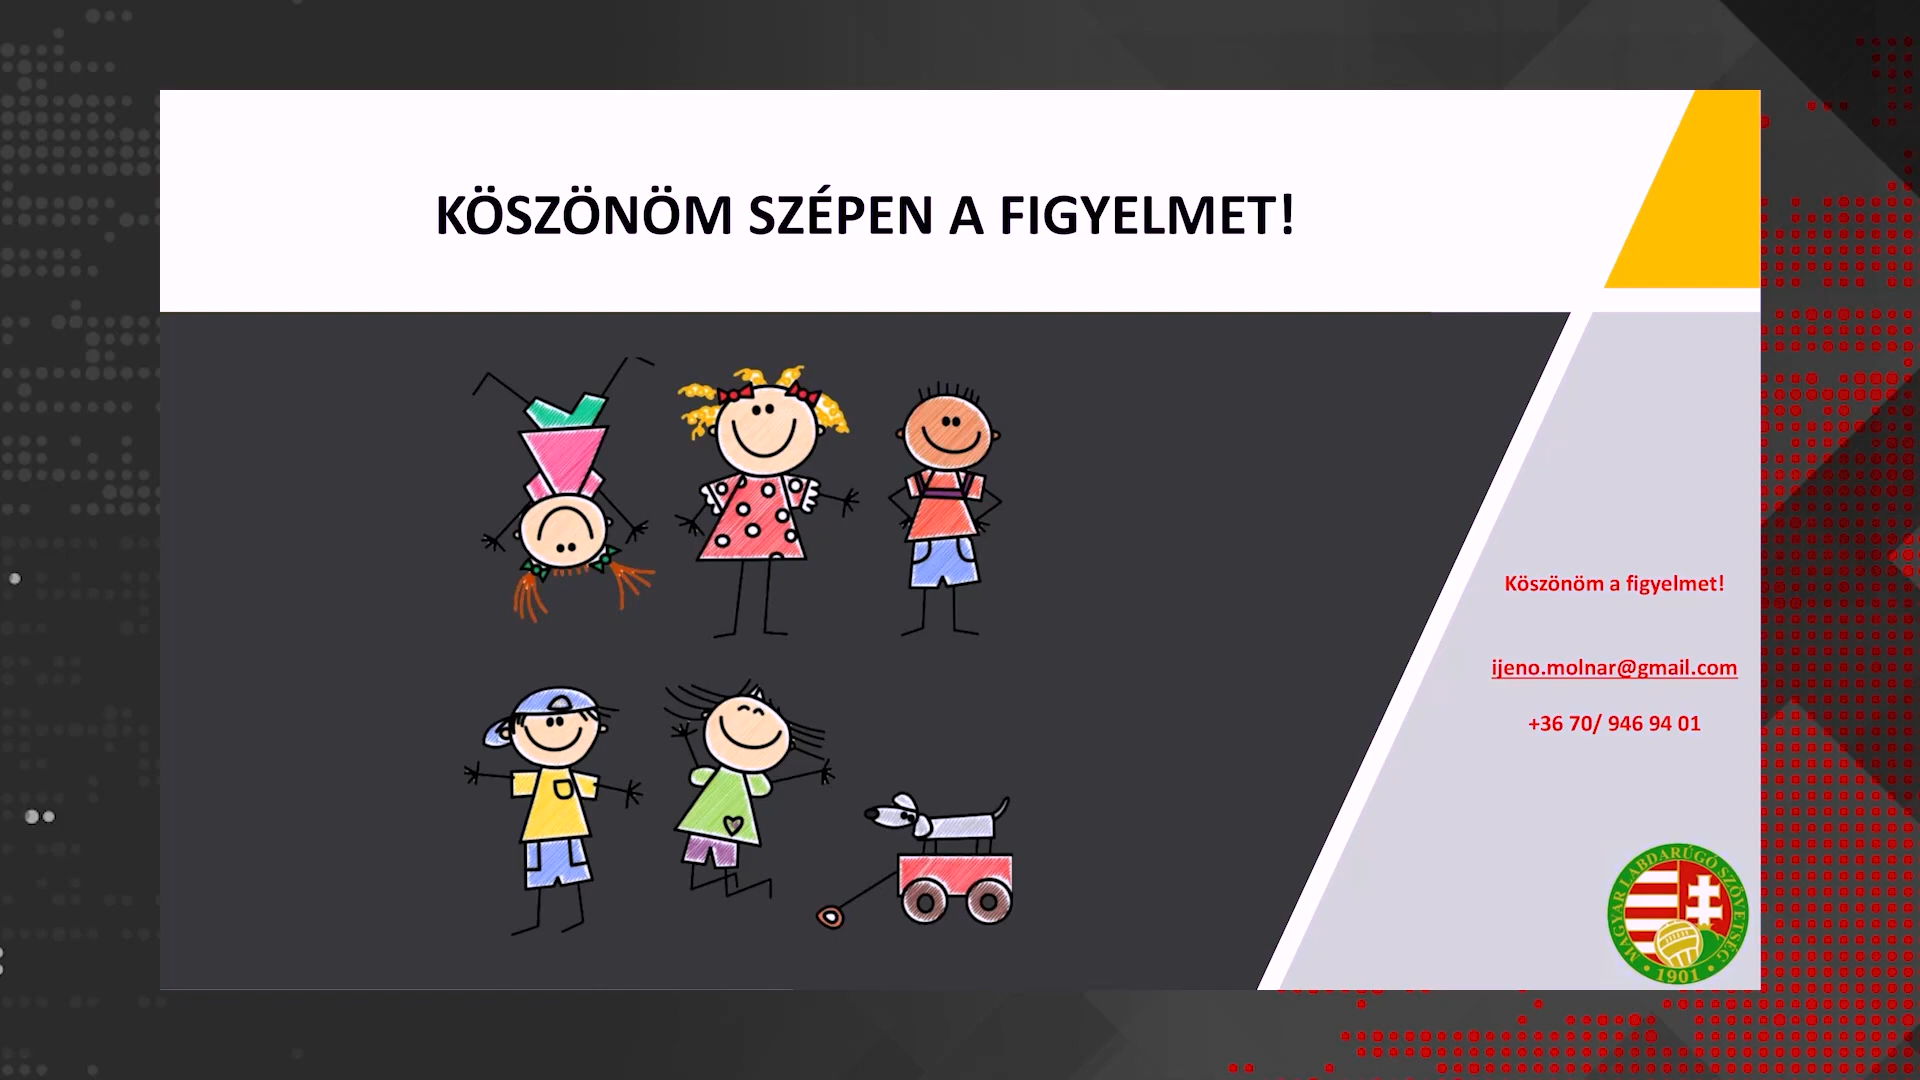 KÖSZÖNÖM SZÉPEN A FIGYELMET!
Köszönöm a figyelmet!
ijeno.molnar@gmail.com
+36 70/ 946 94 01
MAGYAR LABDARÚGÓ SZÖVETSÉG
• 1901 •